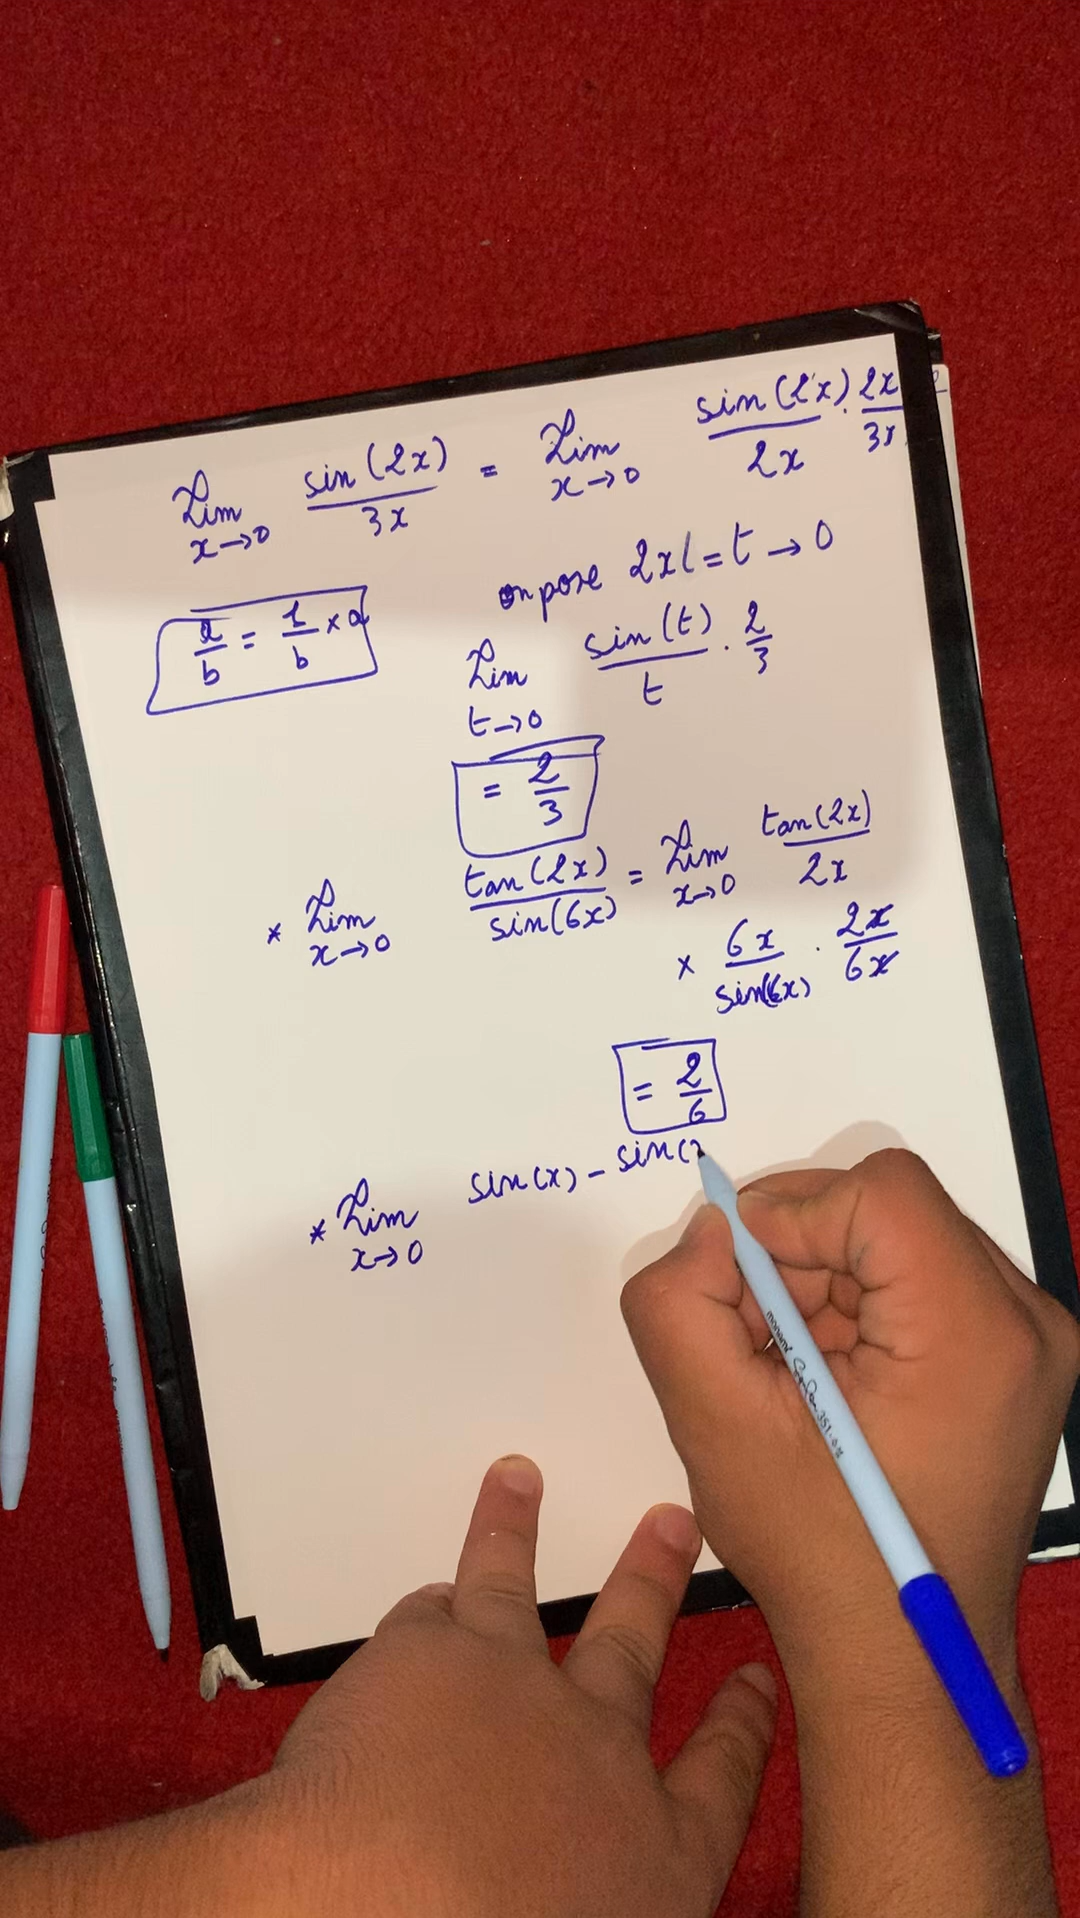 Lim x→0 sin(2x)/3x = Lim x→0 sin(2x)/2x · 2x/3x
on pose 2x = t → 0
a/b = 1/b × a
Lim t→0 sin(t)/t · 2/3
= 2/3
* Lim x→0 tan(2x)/sin(6x) = Lim x→0 tan(2x)/2x
× 6x/sin(6x) · 2x/6x
= 2/6
* Lim x→0 sin(x) - sin(
monami
351